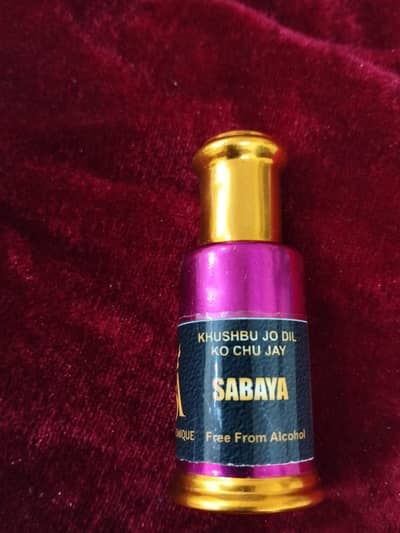 KHUSHBU JO DIL
KO CHU JAY
SABAYA
Free From Alcohol